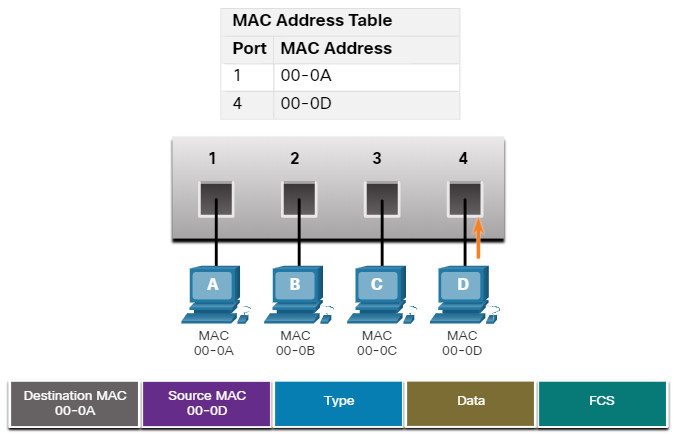 MAC Address Table
Port MAC Address
1 00-0A
4 00-0D
1 2 3 4
A B C D
MAC MAC MAC MAC
00-0A 00-0B 00-0C 00-0D
Destination MAC Source MAC Type Data FCS
00-0A 00-0D